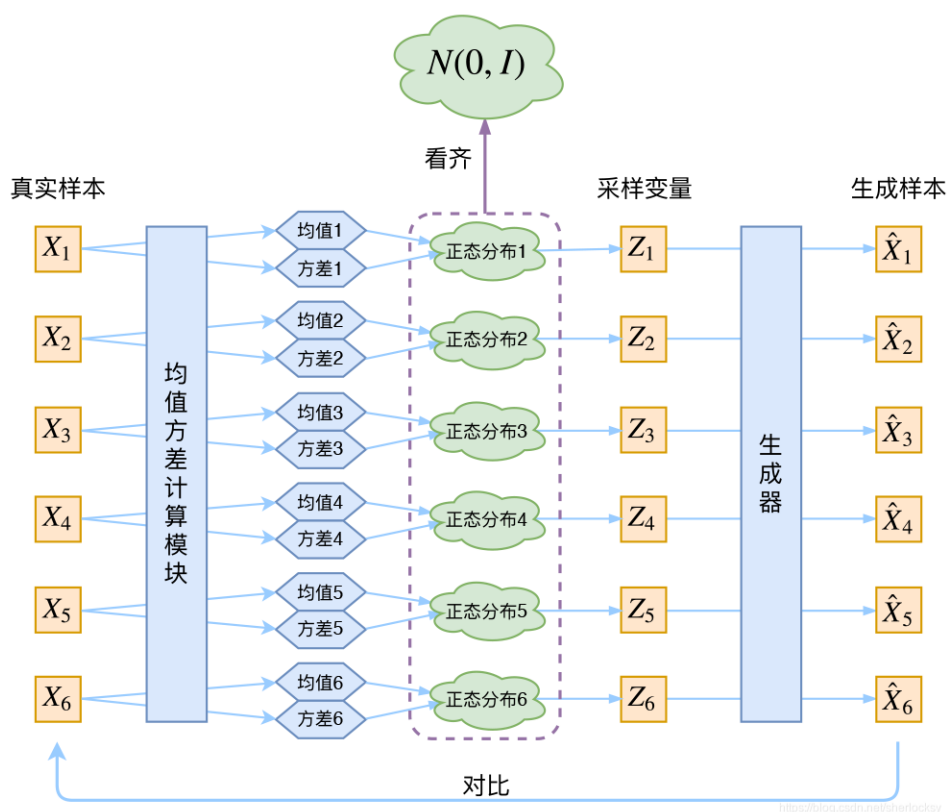 N(0, I)
看齐
真实样本
采样变量
生成样本
均值方差计算模块
生成器
X₁
均值1
方差1
正态分布1
Z₁
X̂₁
X₂
均值2
方差2
正态分布2
Z₂
X̂₂
X₃
均值3
方差3
正态分布3
Z₃
X̂₃
X₄
均值4
方差4
正态分布4
Z₄
X̂₄
X₅
均值5
方差5
正态分布5
Z₅
X̂₅
X₆
均值6
方差6
正态分布6
Z₆
X̂₆
对比